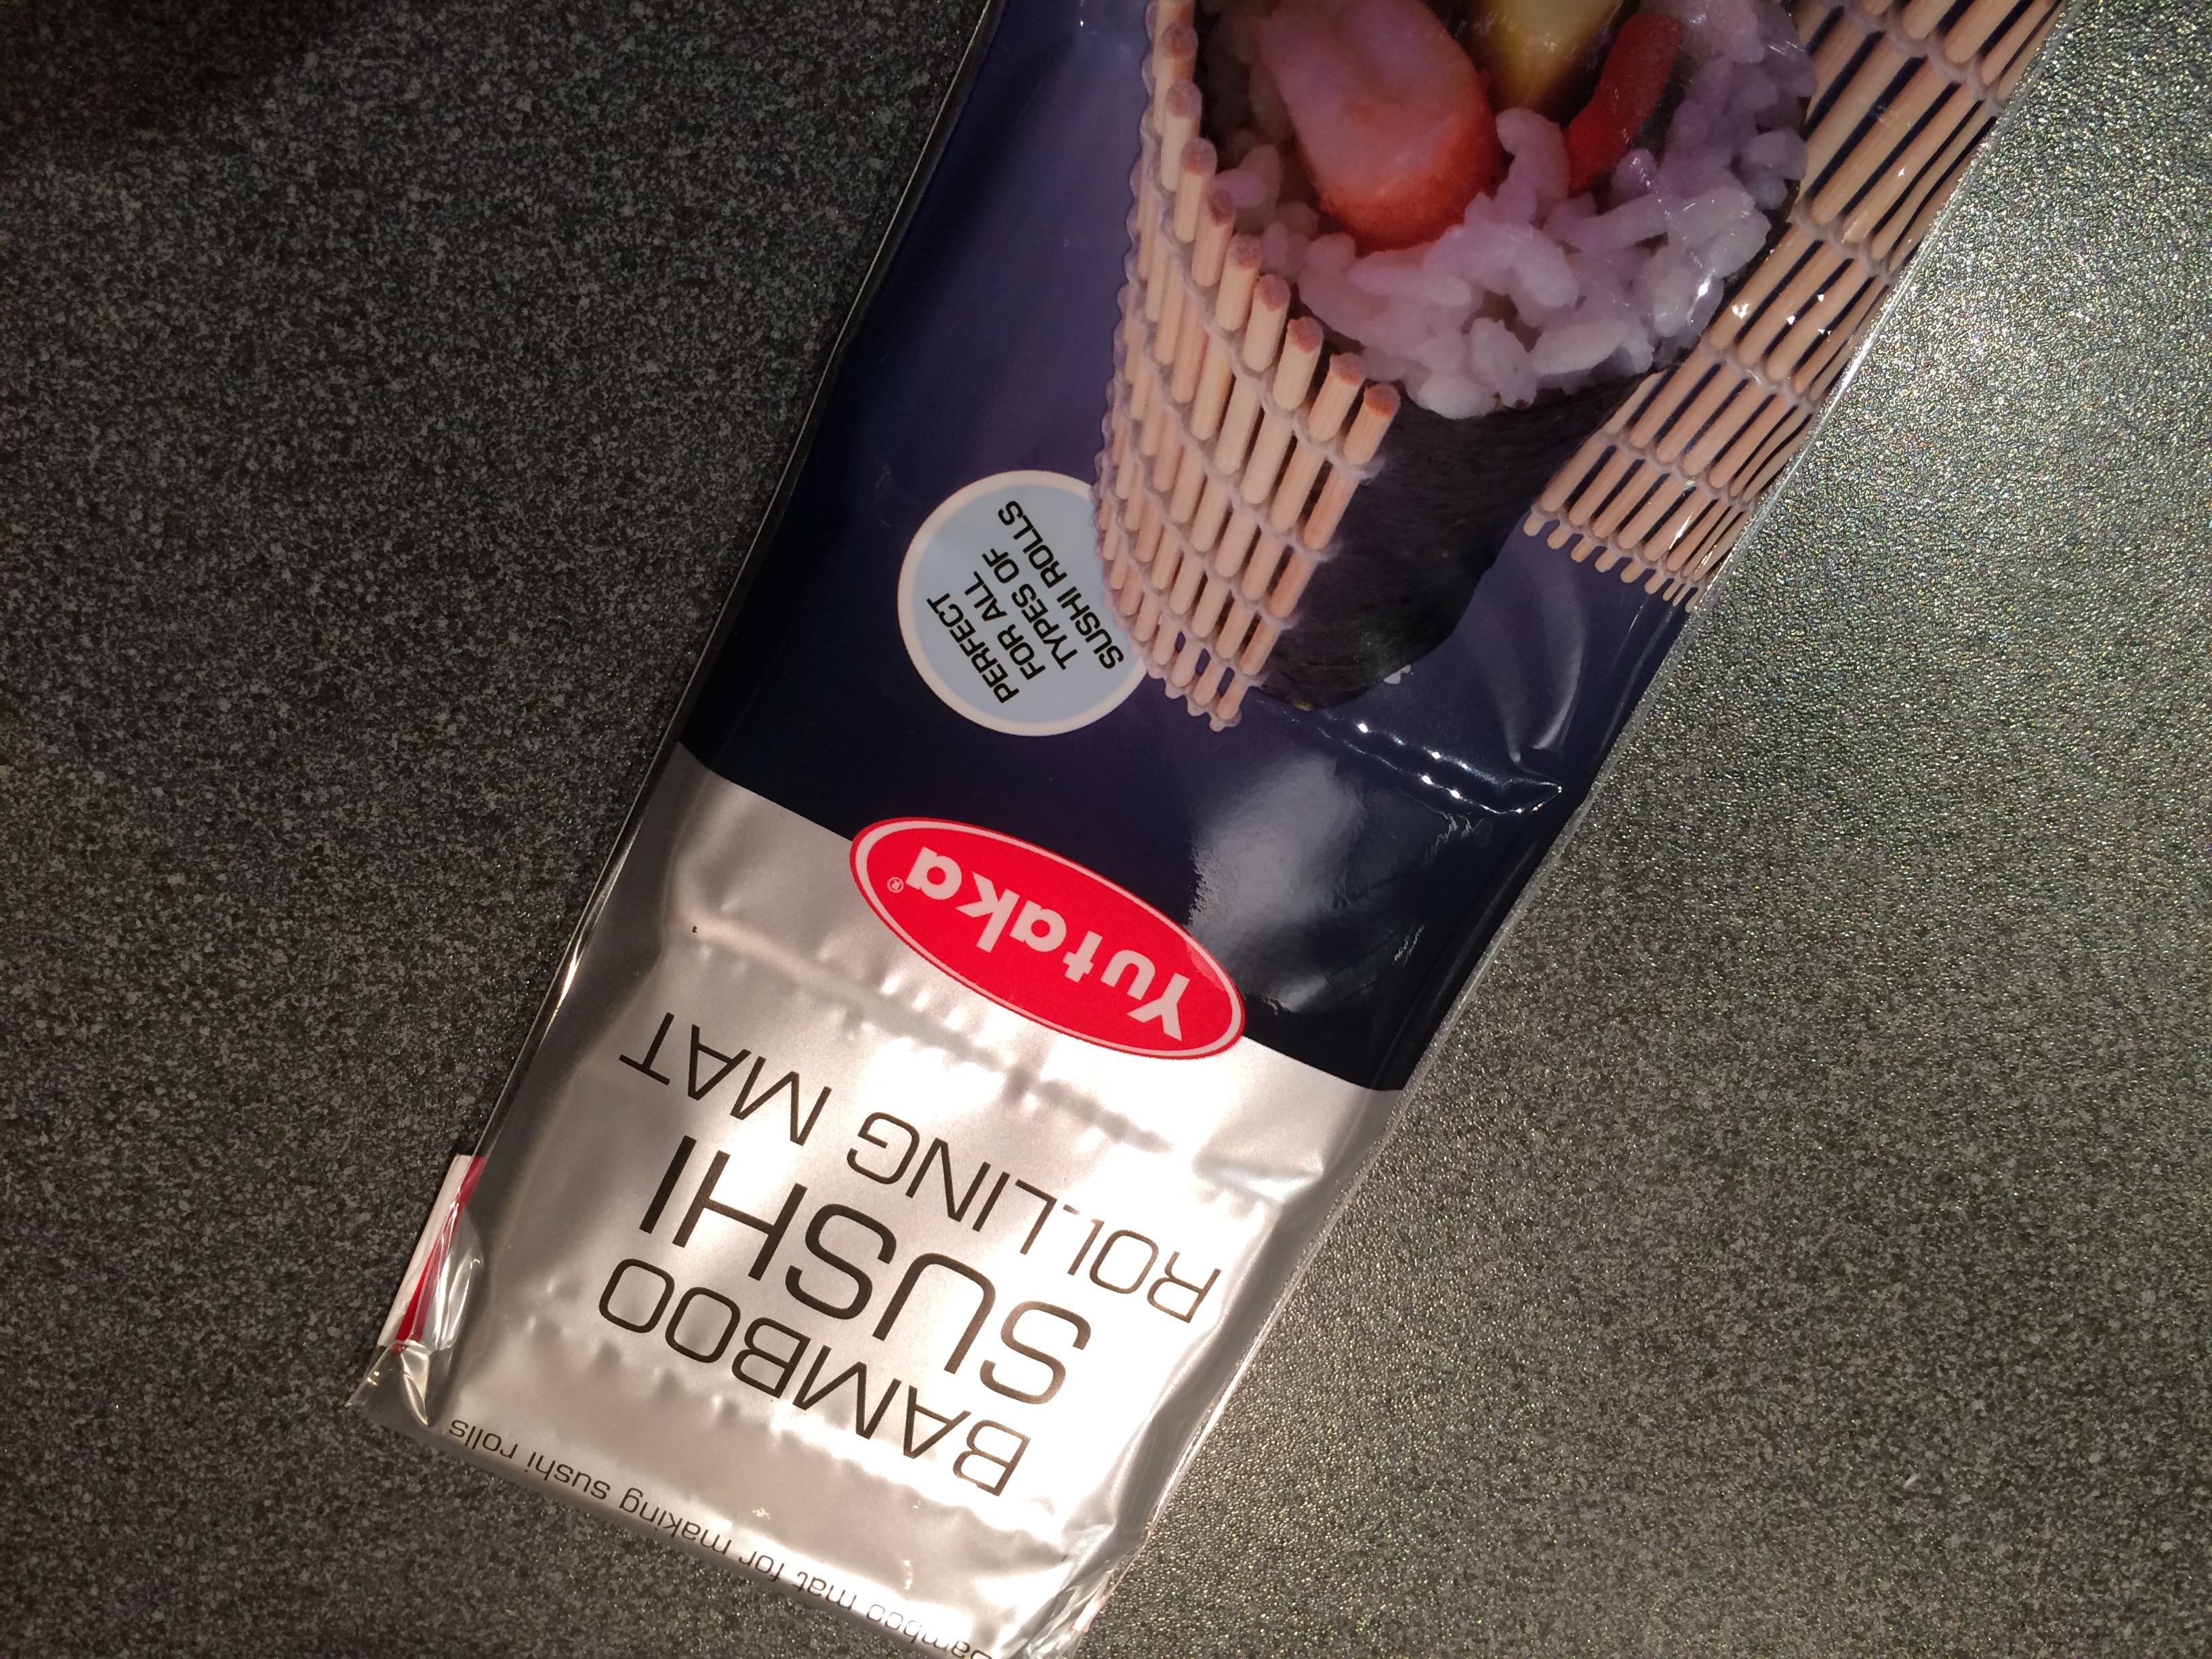 bamboo mat for making sushi rolls
BAMBOO
SUSHI
ROLLING MAT
Yutaka®
PERFECT
FOR ALL
TYPES OF
SUSHI ROLLS